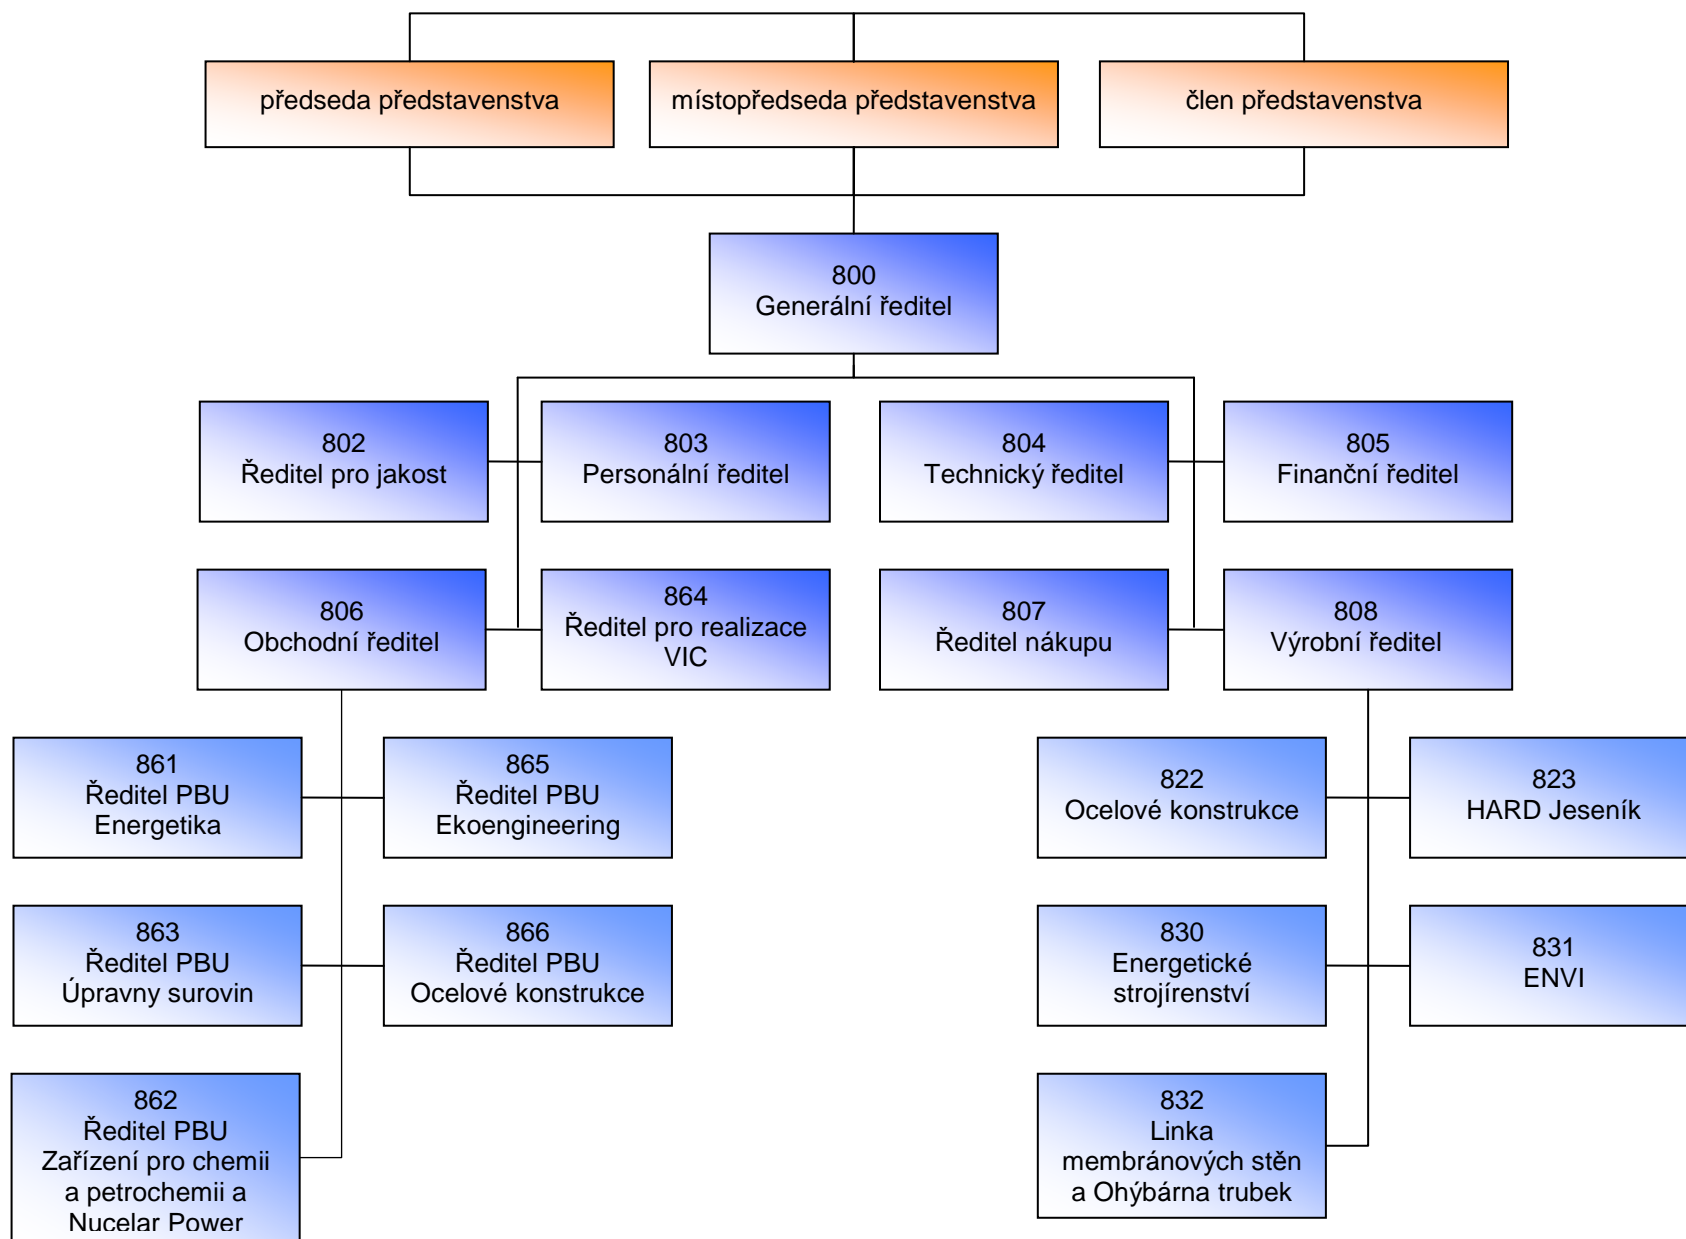 předseda představenstva
místopředseda představenstva
člen představenstva
800
Generální ředitel
802
Ředitel pro jakost
803
Personální ředitel
804
Technický ředitel
805
Finanční ředitel
806
Obchodní ředitel
864
Ředitel pro realizace
VIC
807
Ředitel nákupu
808
Výrobní ředitel
861
Ředitel PBU
Energetika
865
Ředitel PBU
Ekoengineering
822
Ocelové konstrukce
823
HARD Jeseník
863
Ředitel PBU
Úpravny surovin
866
Ředitel PBU
Ocelové konstrukce
830
Energetické
strojírenství
831
ENVI
862
Ředitel PBU
Zařízení pro chemii
a petrochemii a
Nucelar Power
832
Linka
membránových stěn
a Ohýbárna trubek